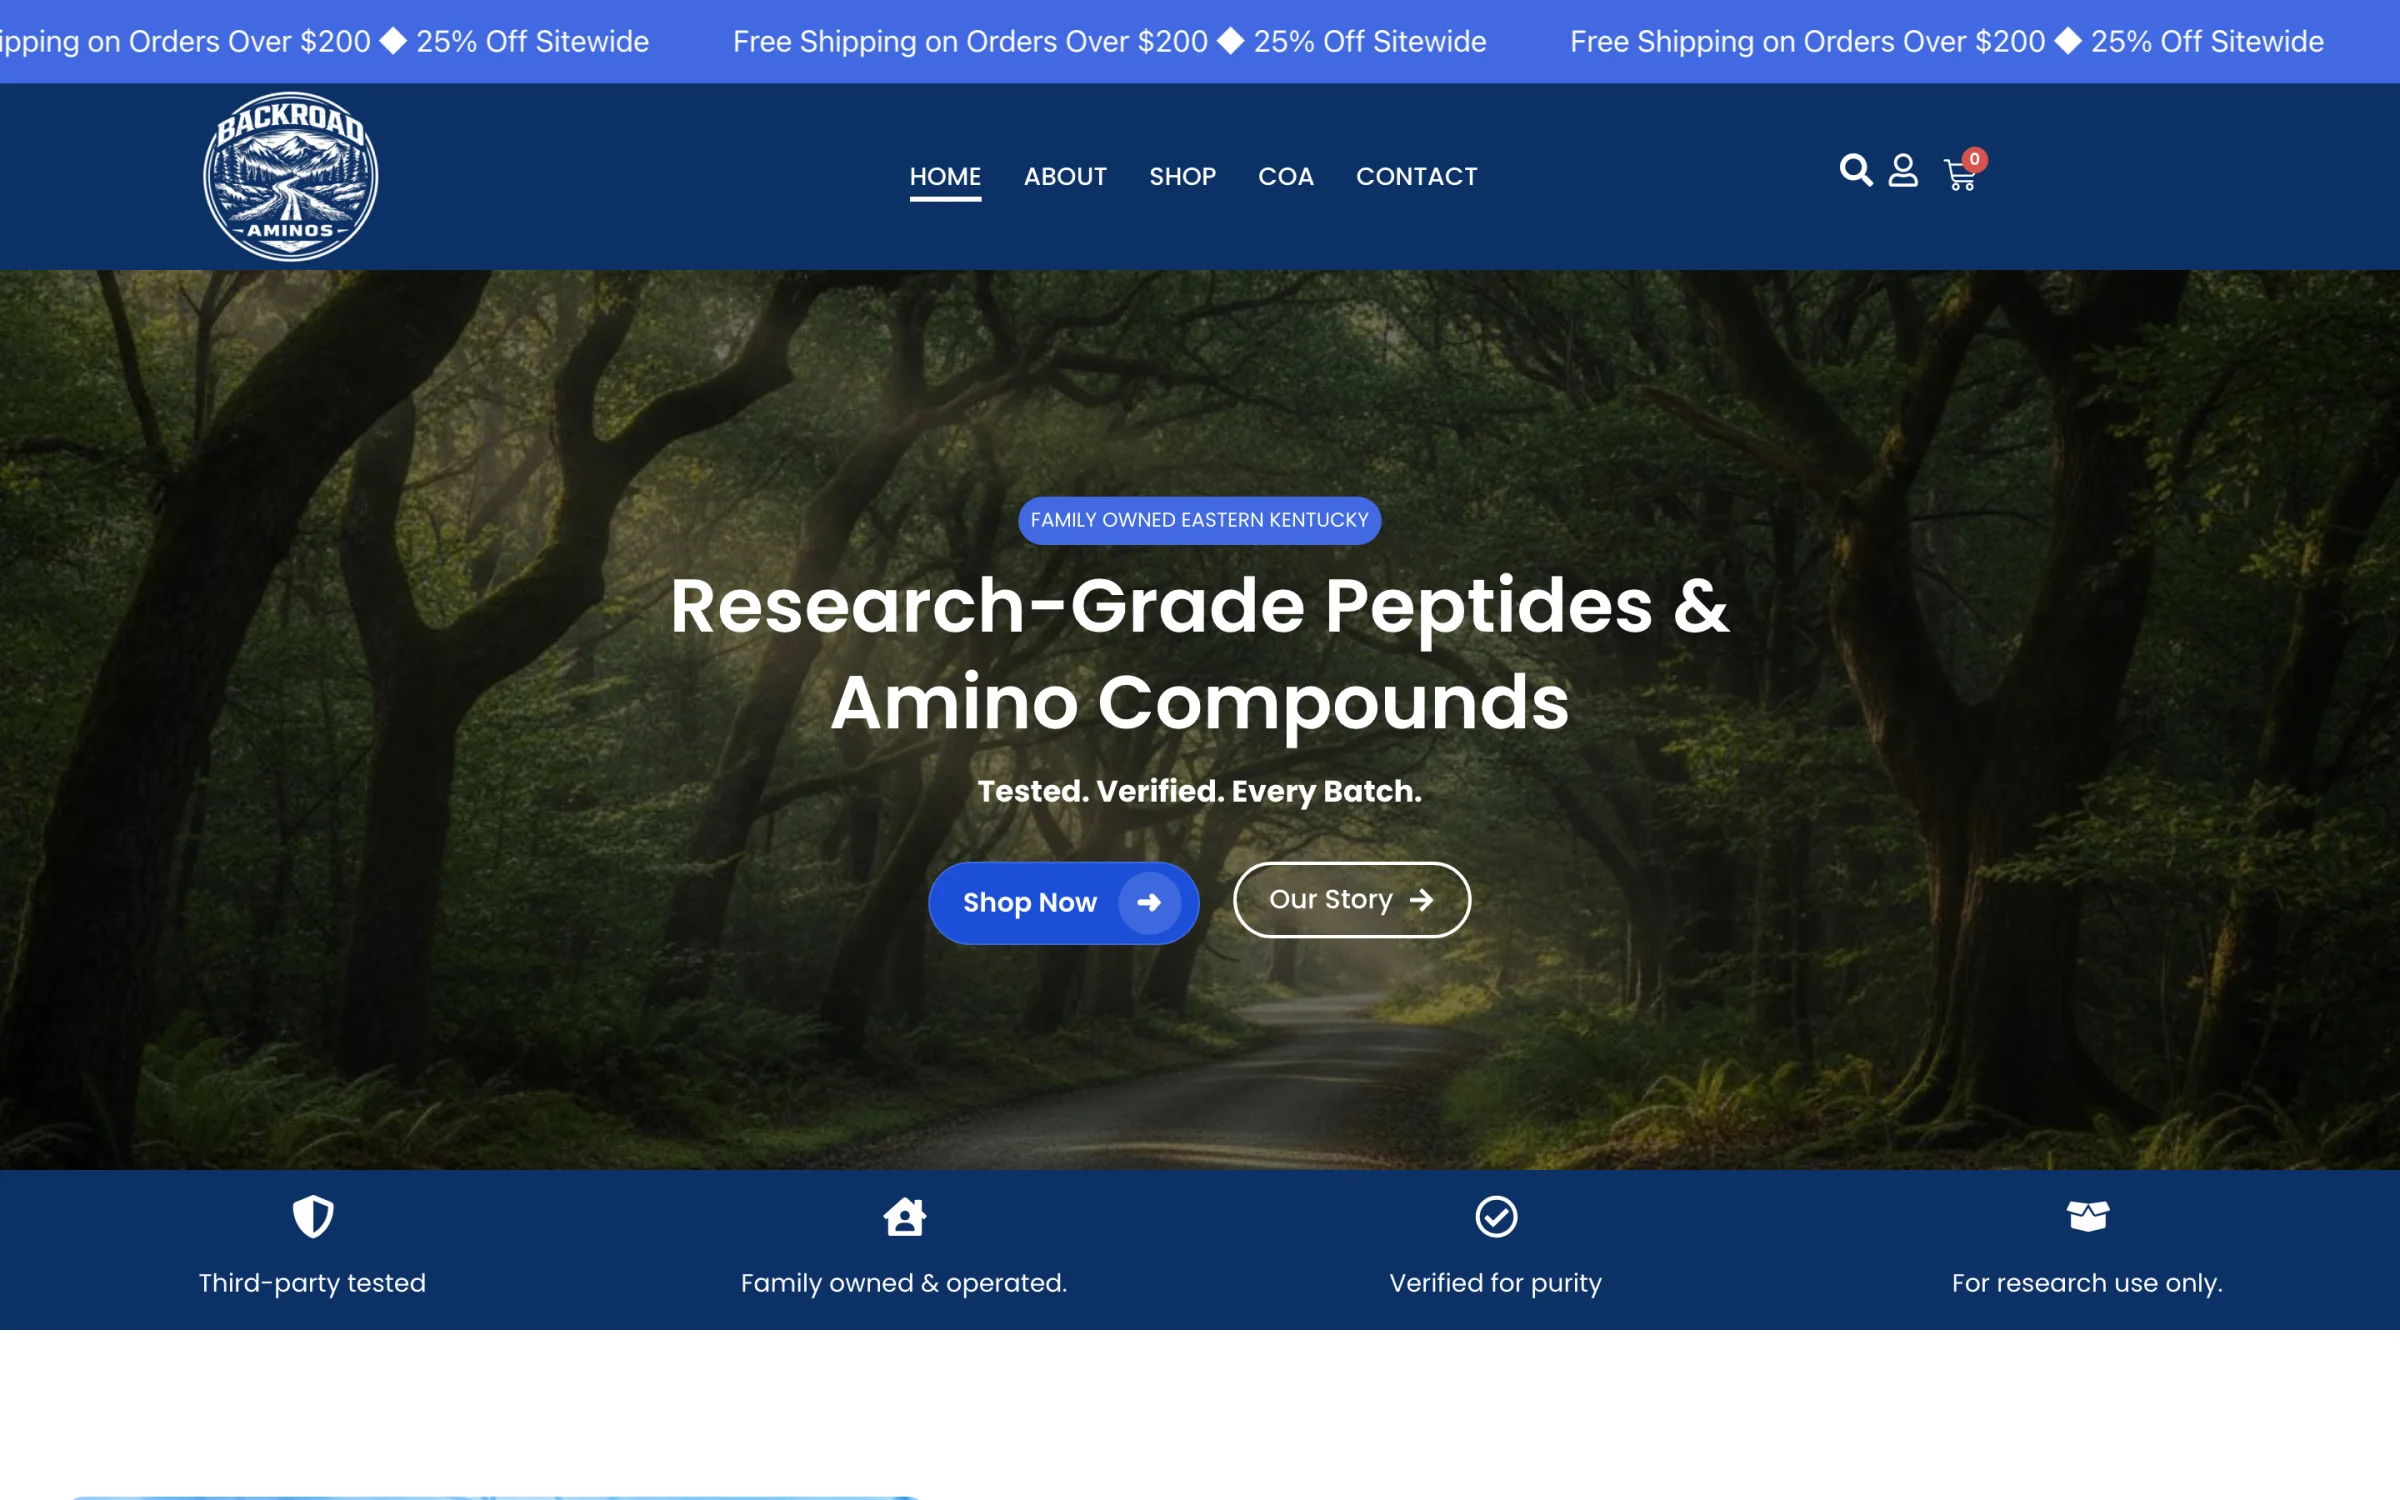 ipping on Orders Over $200 ◆ 25% Off Sitewide Free Shipping on Orders Over $200 ◆ 25% Off Sitewide Free Shipping on Orders Over $200 ◆ 25% Off Sitewide
BACKROAD
AMINOS
HOME ABOUT SHOP COA CONTACT
0
FAMILY OWNED EASTERN KENTUCKY
Research-Grade Peptides &
Amino Compounds
Tested. Verified. Every Batch.
Shop Now
Our Story
Third-party tested
Family owned & operated.
Verified for purity
For research use only.